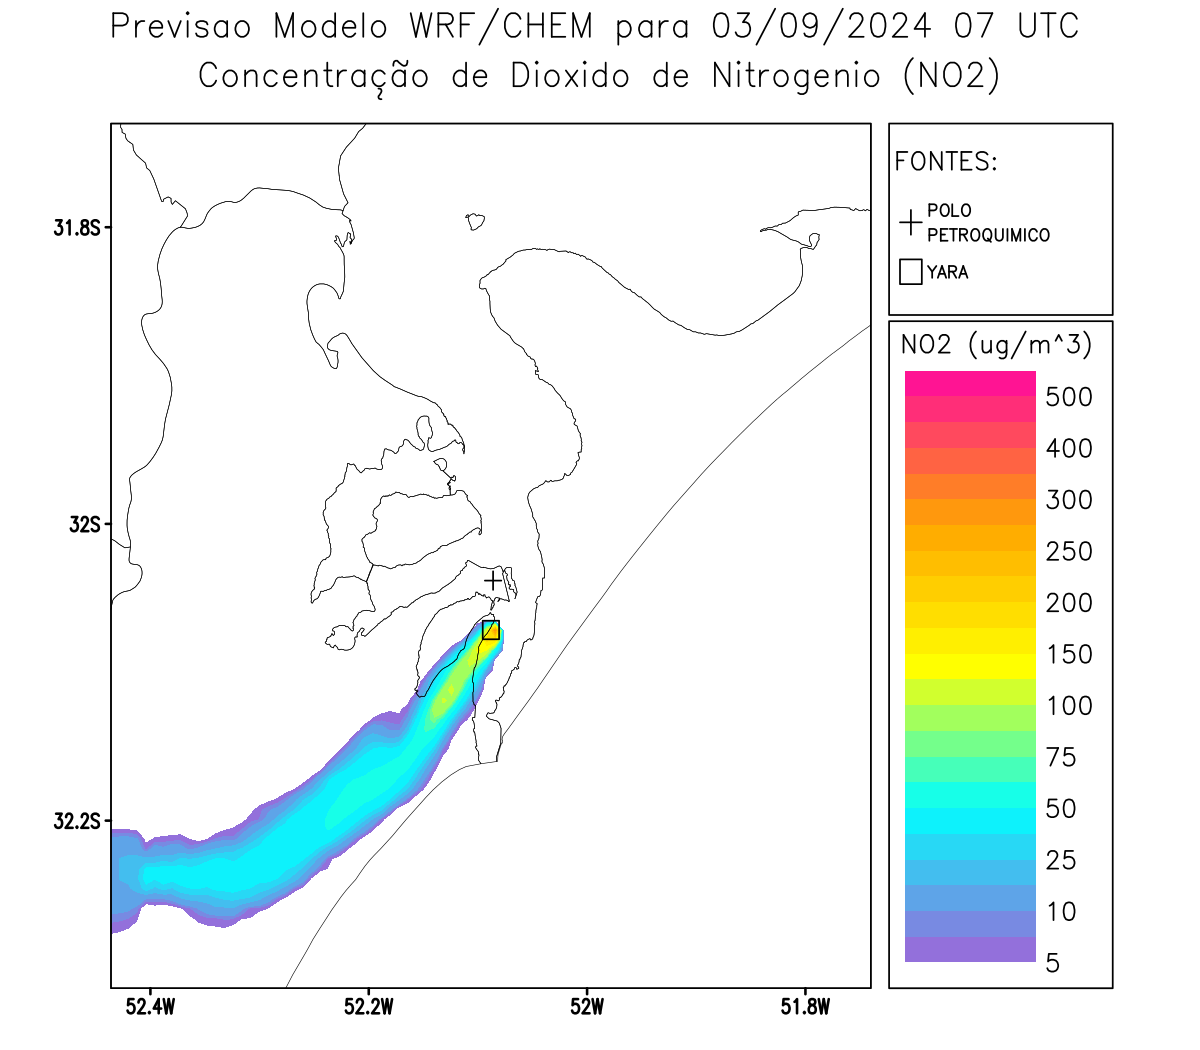 Previsao Modelo WRF/CHEM para 03/09/2024 07 UTC
Concentração de Dioxido de Nitrogenio (NO2)
FONTES:
POLO
PETROQUIMICO
YARA
NO2 (ug/m^3)
500
400
300
250
200
150
100
75
50
25
10
5
31.8S
32S
32.2S
52.4W
52.2W
52W
51.8W